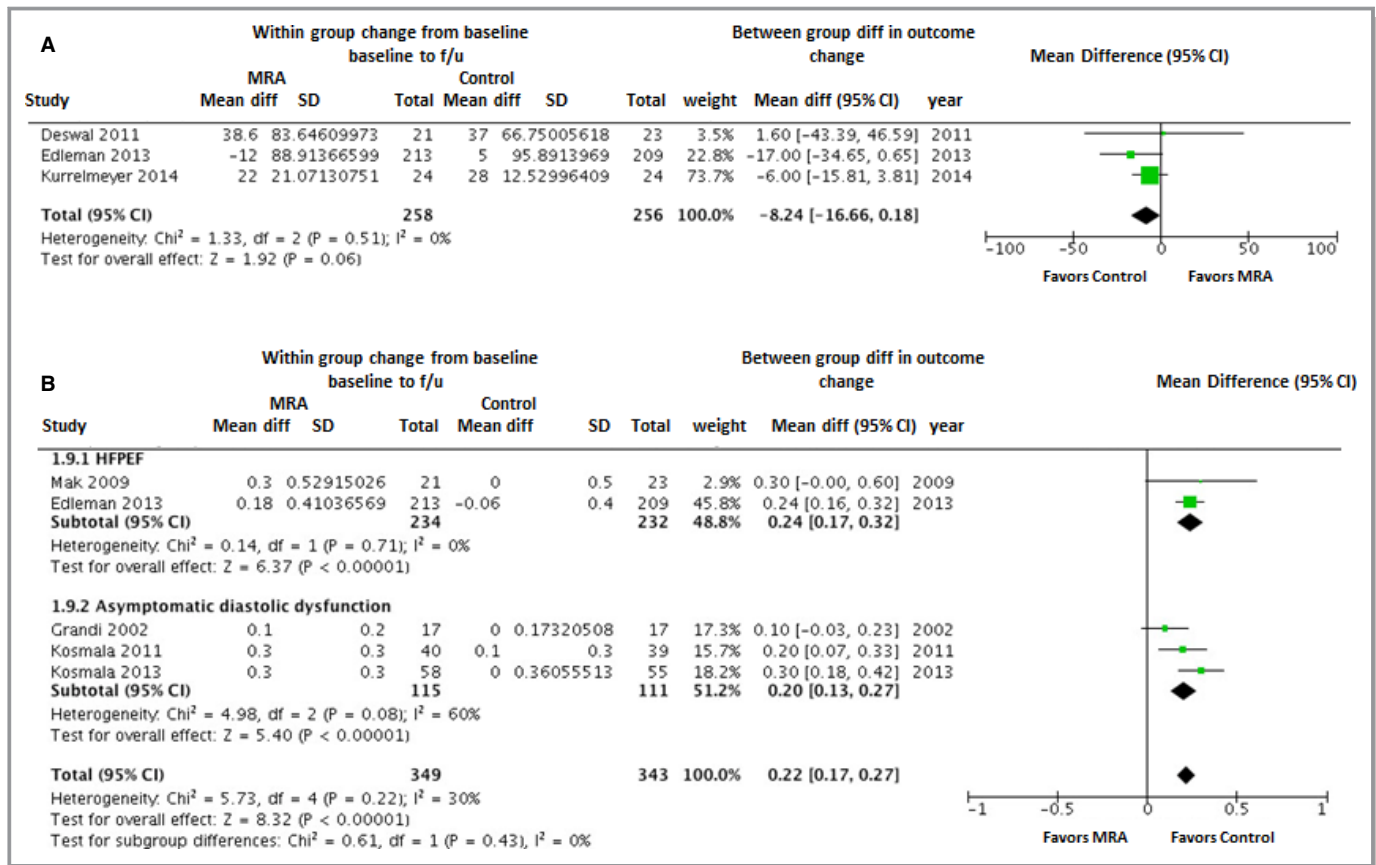 A
Within group change from baseline
baseline to f/u
Between group diff in outcome
change
Mean Difference (95% CI)
MRA Control
Study Mean diff SD Total Mean diff SD Total weight Mean diff (95% CI) year
Deswal 2011 38.6 83.64609973 21 37 66.75005618 23 3.5% 1.60 [-43.39, 46.59] 2011
Edleman 2013 -12 88.91366599 213 5 95.8913969 209 22.8% -17.00 [-34.65, 0.65] 2013
Kurrelmeyer 2014 22 21.07130751 24 28 12.52996409 24 73.7% -6.00 [-15.81, 3.81] 2014
Total (95% CI) 258 256 100.0% -8.24 [-16.66, 0.18]
Heterogeneity: Chi² = 1.33, df = 2 (P = 0.51); I² = 0%
Test for overall effect: Z = 1.92 (P = 0.06)
-100 -50 0 50 100
Favors Control Favors MRA
B
Within group change from baseline
baseline to f/u
Between group diff in outcome
change
Mean Difference (95% CI)
MRA Control
Study Mean diff SD Total Mean diff SD Total weight Mean diff (95% CI) year
1.9.1 HFPEF
Mak 2009 0.3 0.52915026 21 0 0.5 23 2.9% 0.30 [-0.00, 0.60] 2009
Edleman 2013 0.18 0.41036569 213 -0.06 0.4 209 45.8% 0.24 [0.16, 0.32] 2013
Subtotal (95% CI) 234 232 48.8% 0.24 [0.17, 0.32]
Heterogeneity: Chi² = 0.14, df = 1 (P = 0.71); I² = 0%
Test for overall effect: Z = 6.37 (P < 0.00001)
1.9.2 Asymptomatic diastolic dysfunction
Grandi 2002 0.1 0.2 17 0 0.17320508 17 17.3% 0.10 [-0.03, 0.23] 2002
Kosmala 2011 0.3 0.3 40 0.1 0.3 39 15.7% 0.20 [0.07, 0.33] 2011
Kosmala 2013 0.3 0.3 58 0 0.36055513 55 18.2% 0.30 [0.18, 0.42] 2013
Subtotal (95% CI) 115 111 51.2% 0.20 [0.13, 0.27]
Heterogeneity: Chi² = 4.98, df = 2 (P = 0.08); I² = 60%
Test for overall effect: Z = 5.40 (P < 0.00001)
Total (95% CI) 349 343 100.0% 0.22 [0.17, 0.27]
Heterogeneity: Chi² = 5.73, df = 4 (P = 0.22); I² = 30%
Test for overall effect: Z = 8.32 (P < 0.00001)
Test for subgroup differences: Chi² = 0.61, df = 1 (P = 0.43), I² = 0%
-1 -0.5 0 0.5 1
Favors MRA Favors Control